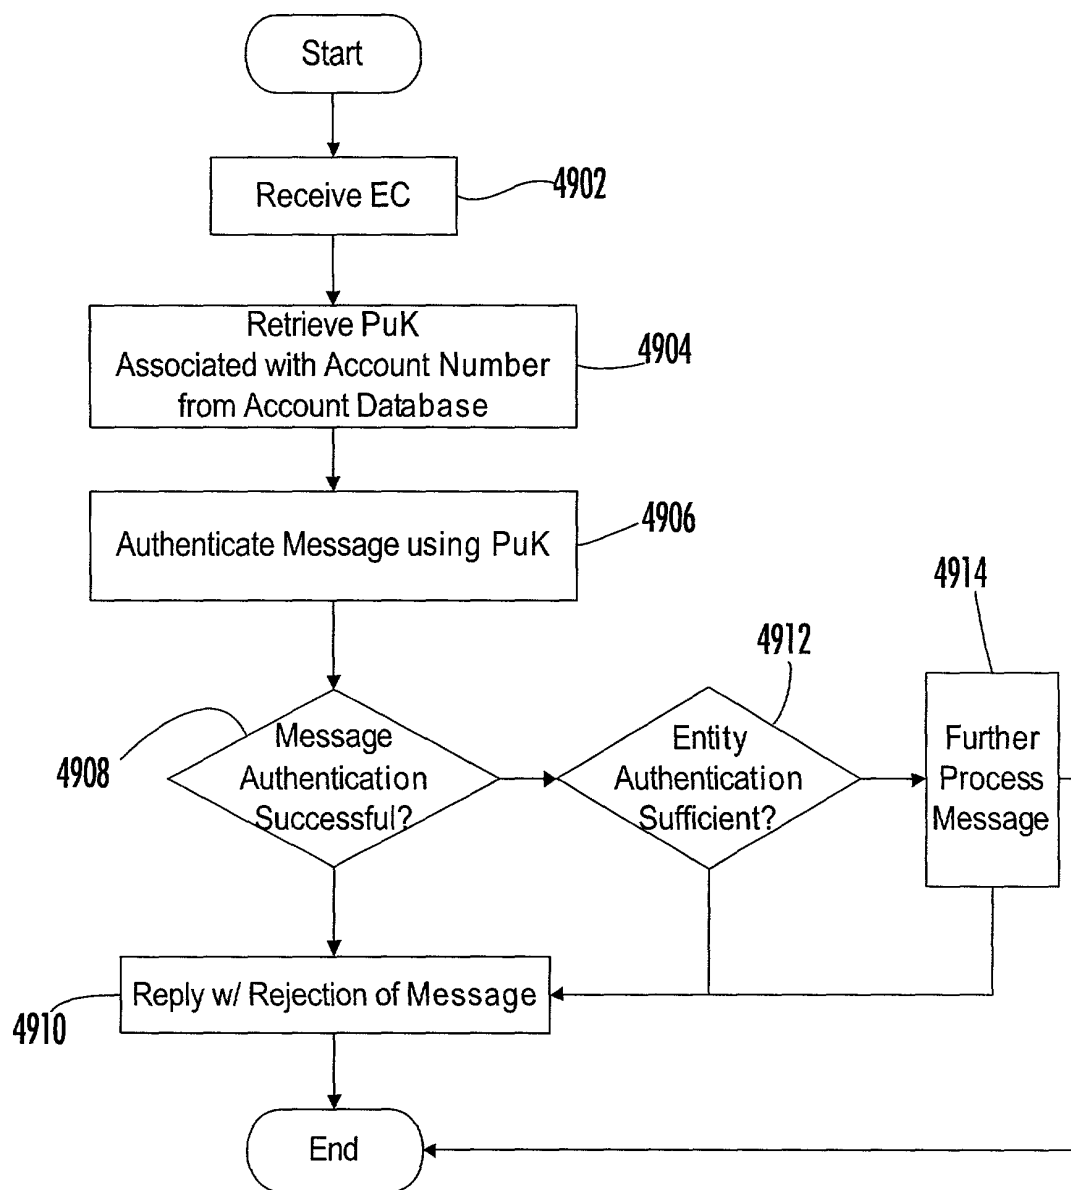 Start
Receive EC
4902
Retrieve PuK
Associated with Account Number
from Account Database
4904
Authenticate Message using PuK
4906
4914
4912
Message
Authentication
Successful?
4908
Entity
Authentication
Sufficient?
Further
Process
Message
Reply w/ Rejection of Message
4910
End